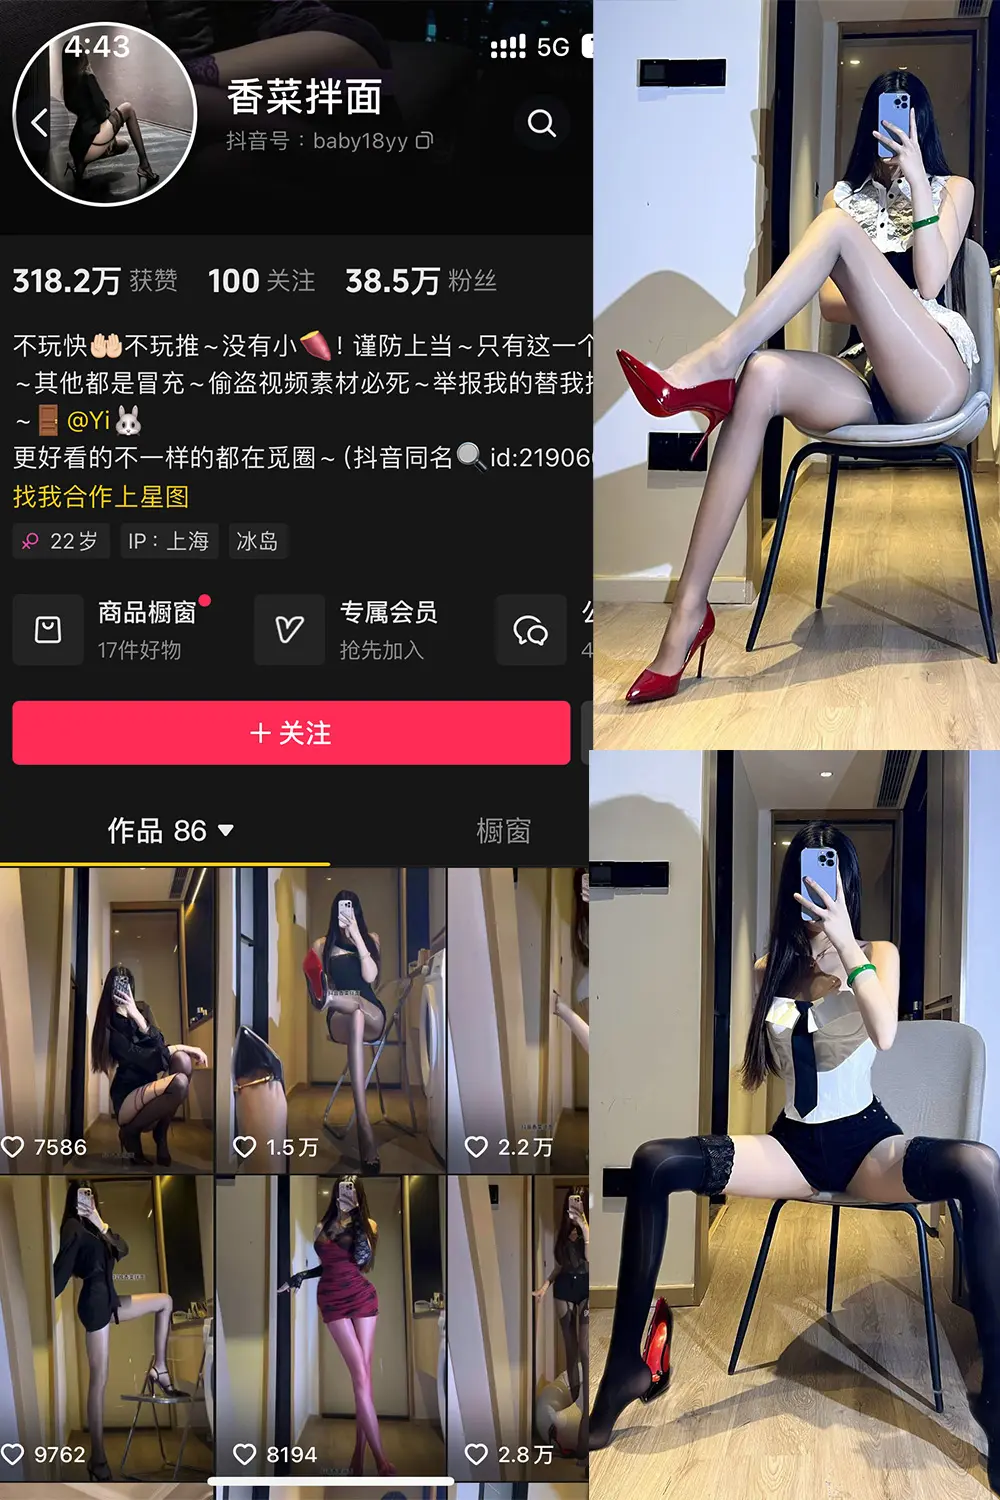 4:43
5G
香菜拌面
抖音号：baby18yy
318.2万 获赞 100 关注 38.5万 粉丝
不玩快🤲🏻不玩推～没有小🍠！谨防上当～只有这一个
～其他都是冒充～偷盗视频素材必死～举报我的替我
～🚪@Yi🐰
更好看的不一样的都在觅圈～（抖音同名🔍id:21906
找我合作上星图
22岁 IP：上海 冰岛
商品橱窗 专属会员
17件好物 抢先加入
＋关注
作品 86 橱窗
7586 1.5万 2.2万
9762 8194 2.8万